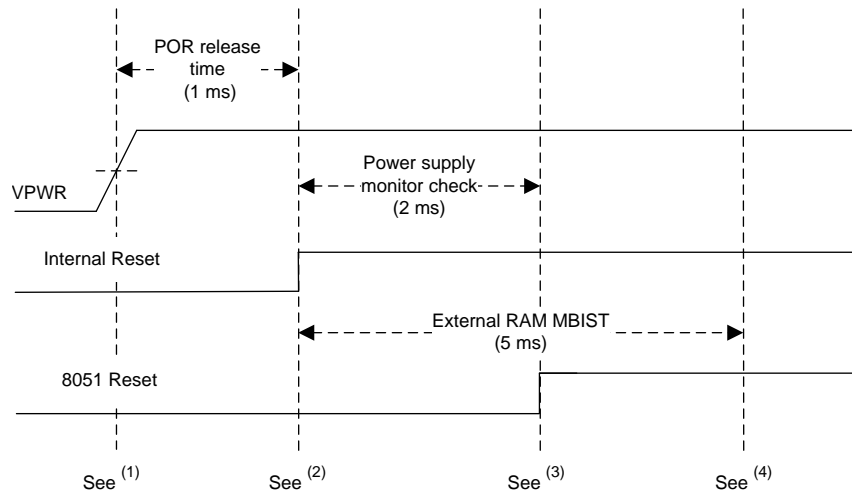 POR release
time
(1 ms)
Power supply
monitor check
(2 ms)
VPWR
Internal Reset
External RAM MBIST
(5 ms)
8051 Reset
See (1)
See (2)
See (3)
See (4)